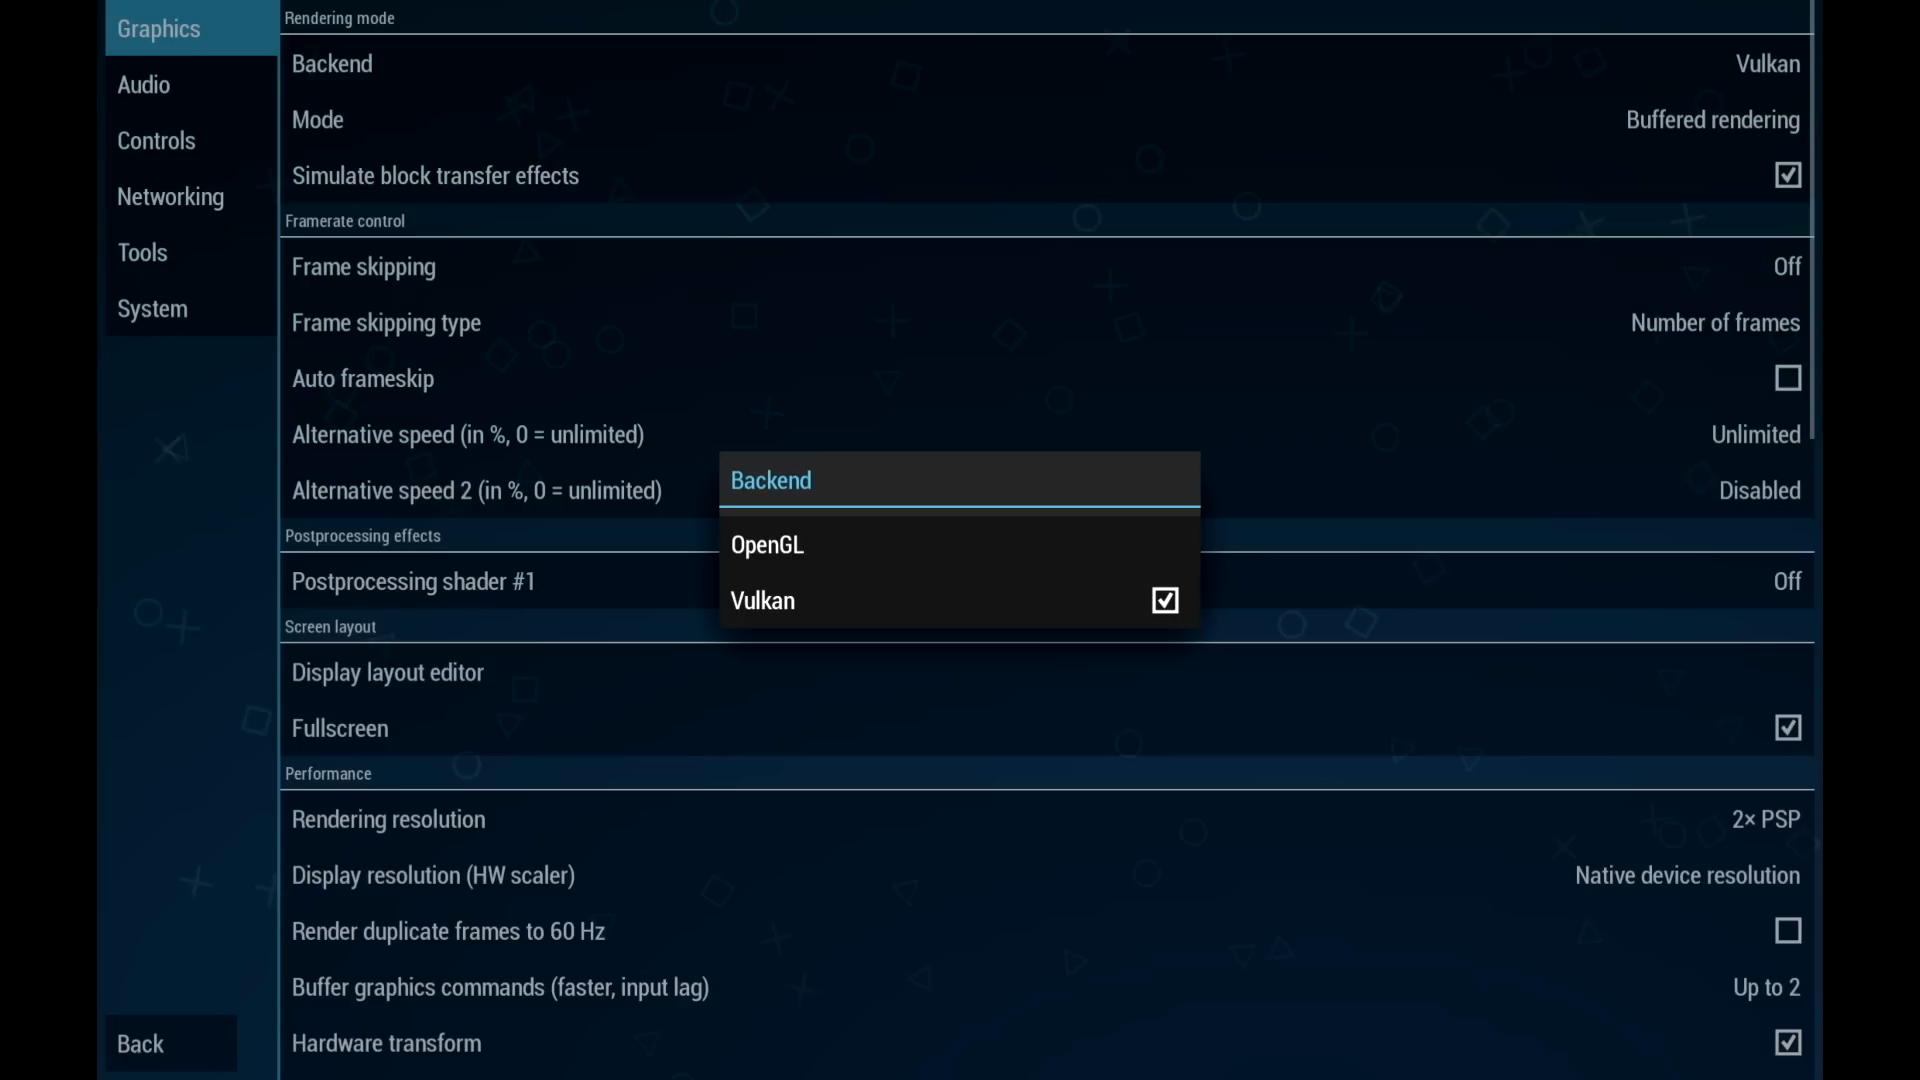 Graphics
Audio
Controls
Networking
Tools
System
Back
Rendering mode
Backend Vulkan
Mode Buffered rendering
Simulate block transfer effects
Framerate control
Frame skipping Off
Frame skipping type Number of frames
Auto frameskip
Alternative speed (in %, 0 = unlimited) Unlimited
Alternative speed 2 (in %, 0 = unlimited) Disabled
Postprocessing effects
Postprocessing shader #1 Off
Screen layout
Display layout editor
Fullscreen
Performance
Rendering resolution 2× PSP
Display resolution (HW scaler) Native device resolution
Render duplicate frames to 60 Hz
Buffer graphics commands (faster, input lag) Up to 2
Hardware transform
Backend
OpenGL
Vulkan